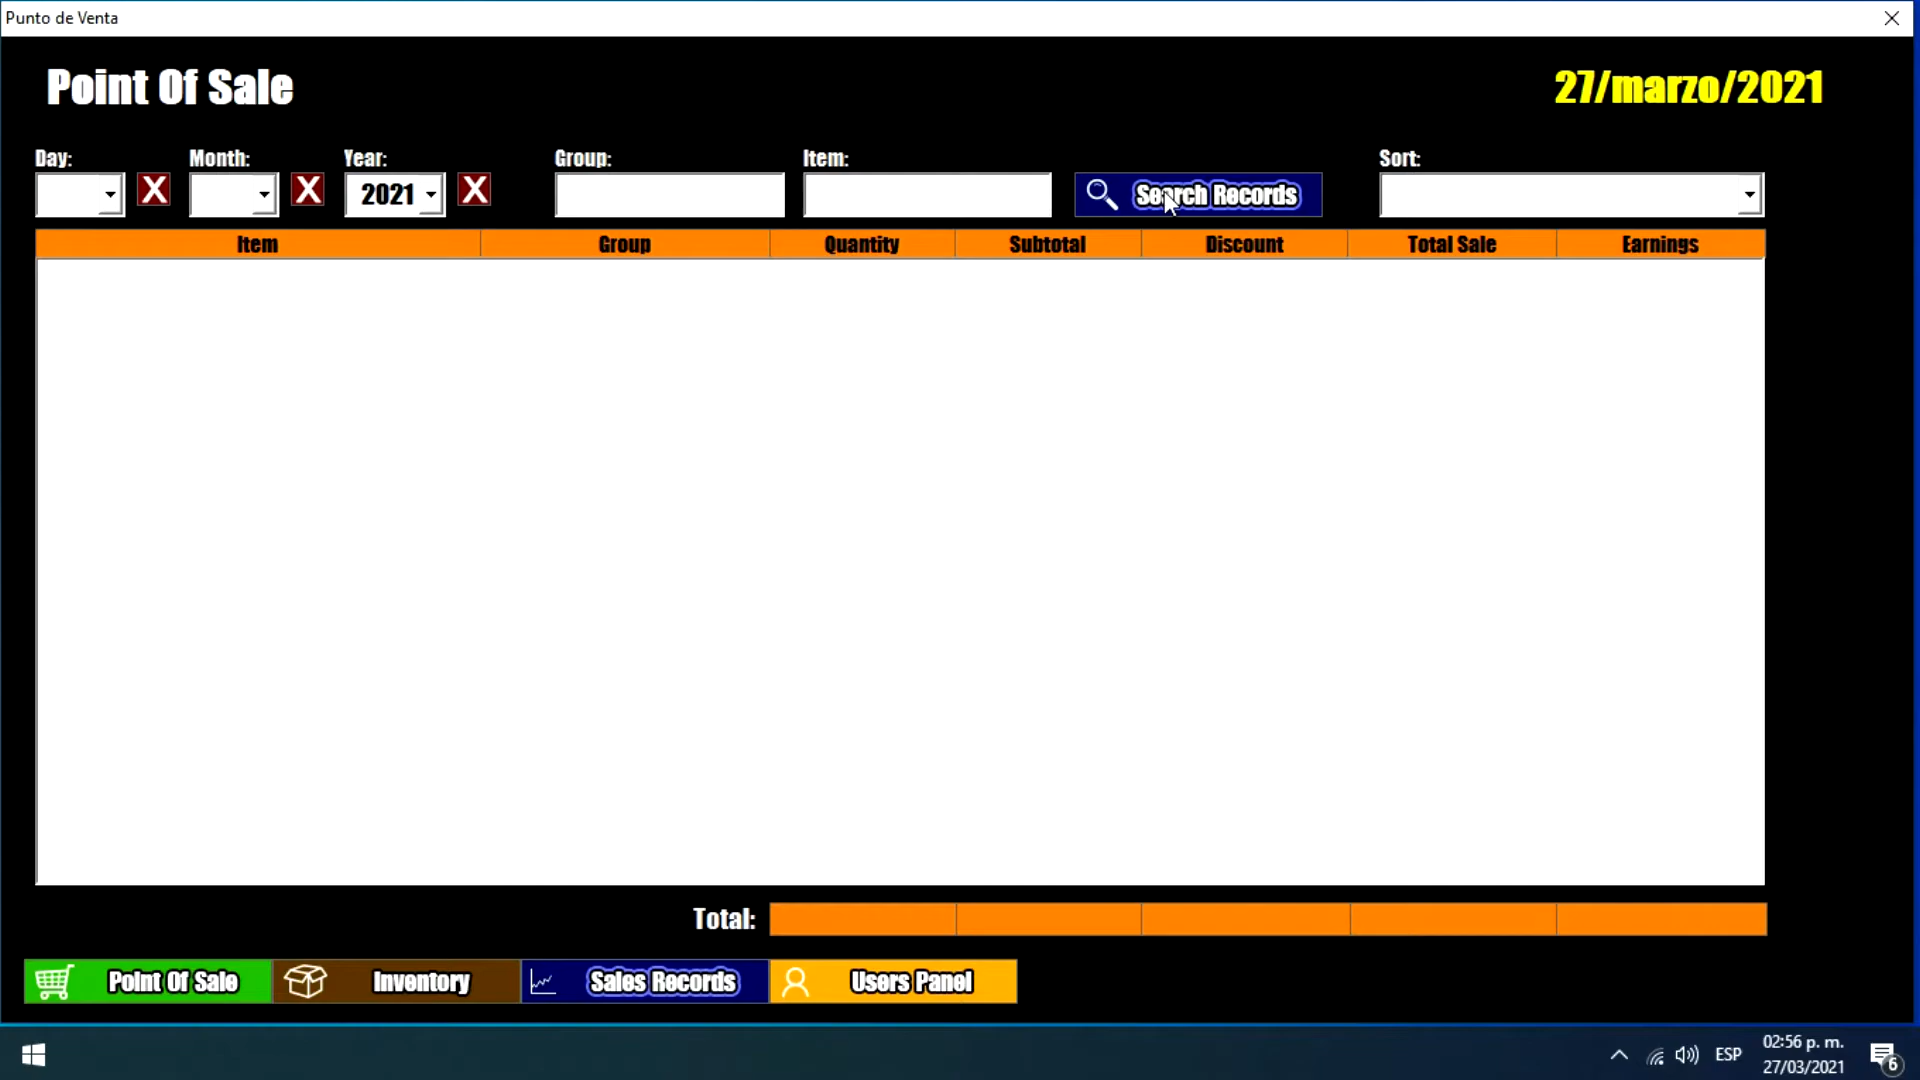 Punto de Venta
Point Of Sale
27/marzo/2021
Day:
Month:
Year:
Group:
Item:
Sort:
X
X
2021
X
Search Records
Item
Group
Quantity
Subtotal
Discount
Total Sale
Earnings
Total:
Point Of Sale
Inventory
Sales Records
Users Panel
ESP
02:56 p. m.
27/03/2021
6